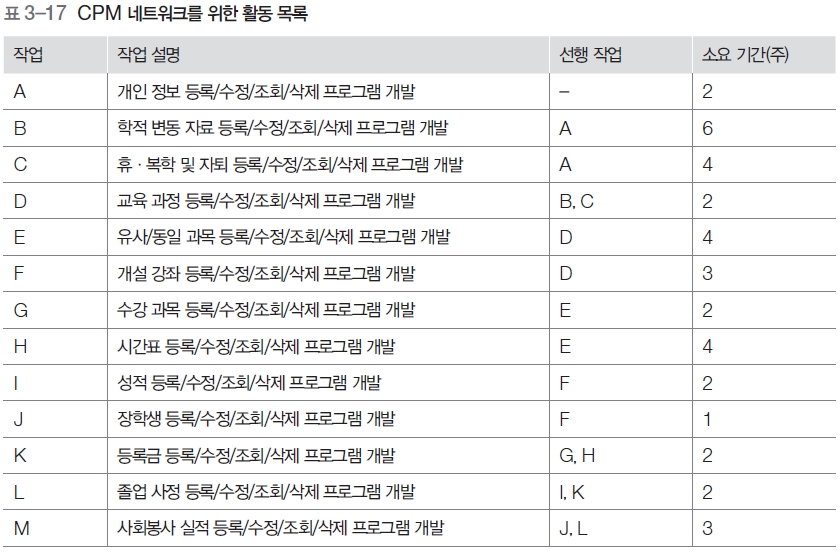 표 3-17 CPM 네트워크를 위한 활동 목록
작업 작업 설명 선행 작업 소요 기간(주)
A 개인 정보 등록/수정/조회/삭제 프로그램 개발 – 2
B 학적 변동 자료 등록/수정/조회/삭제 프로그램 개발 A 6
C 휴·복학 및 자퇴 등록/수정/조회/삭제 프로그램 개발 A 4
D 교육 과정 등록/수정/조회/삭제 프로그램 개발 B, C 2
E 유사/동일 과목 등록/수정/조회/삭제 프로그램 개발 D 4
F 개설 강좌 등록/수정/조회/삭제 프로그램 개발 D 3
G 수강 과목 등록/수정/조회/삭제 프로그램 개발 E 2
H 시간표 등록/수정/조회/삭제 프로그램 개발 E 4
I 성적 등록/수정/조회/삭제 프로그램 개발 F 2
J 장학생 등록/수정/조회/삭제 프로그램 개발 F 1
K 등록금 등록/수정/조회/삭제 프로그램 개발 G, H 2
L 졸업 사정 등록/수정/조회/삭제 프로그램 개발 I, K 2
M 사회봉사 실적 등록/수정/조회/삭제 프로그램 개발 J, L 3